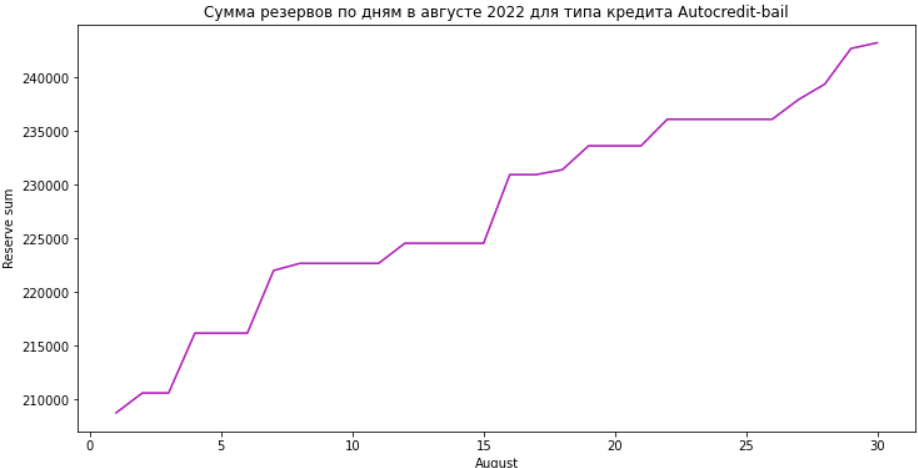 Сумма резервов по дням в августе 2022 для типа кредита Autocredit-bail
Reserve sum
240000
235000
230000
225000
220000
215000
210000
0 5 10 15 20 25 30
August